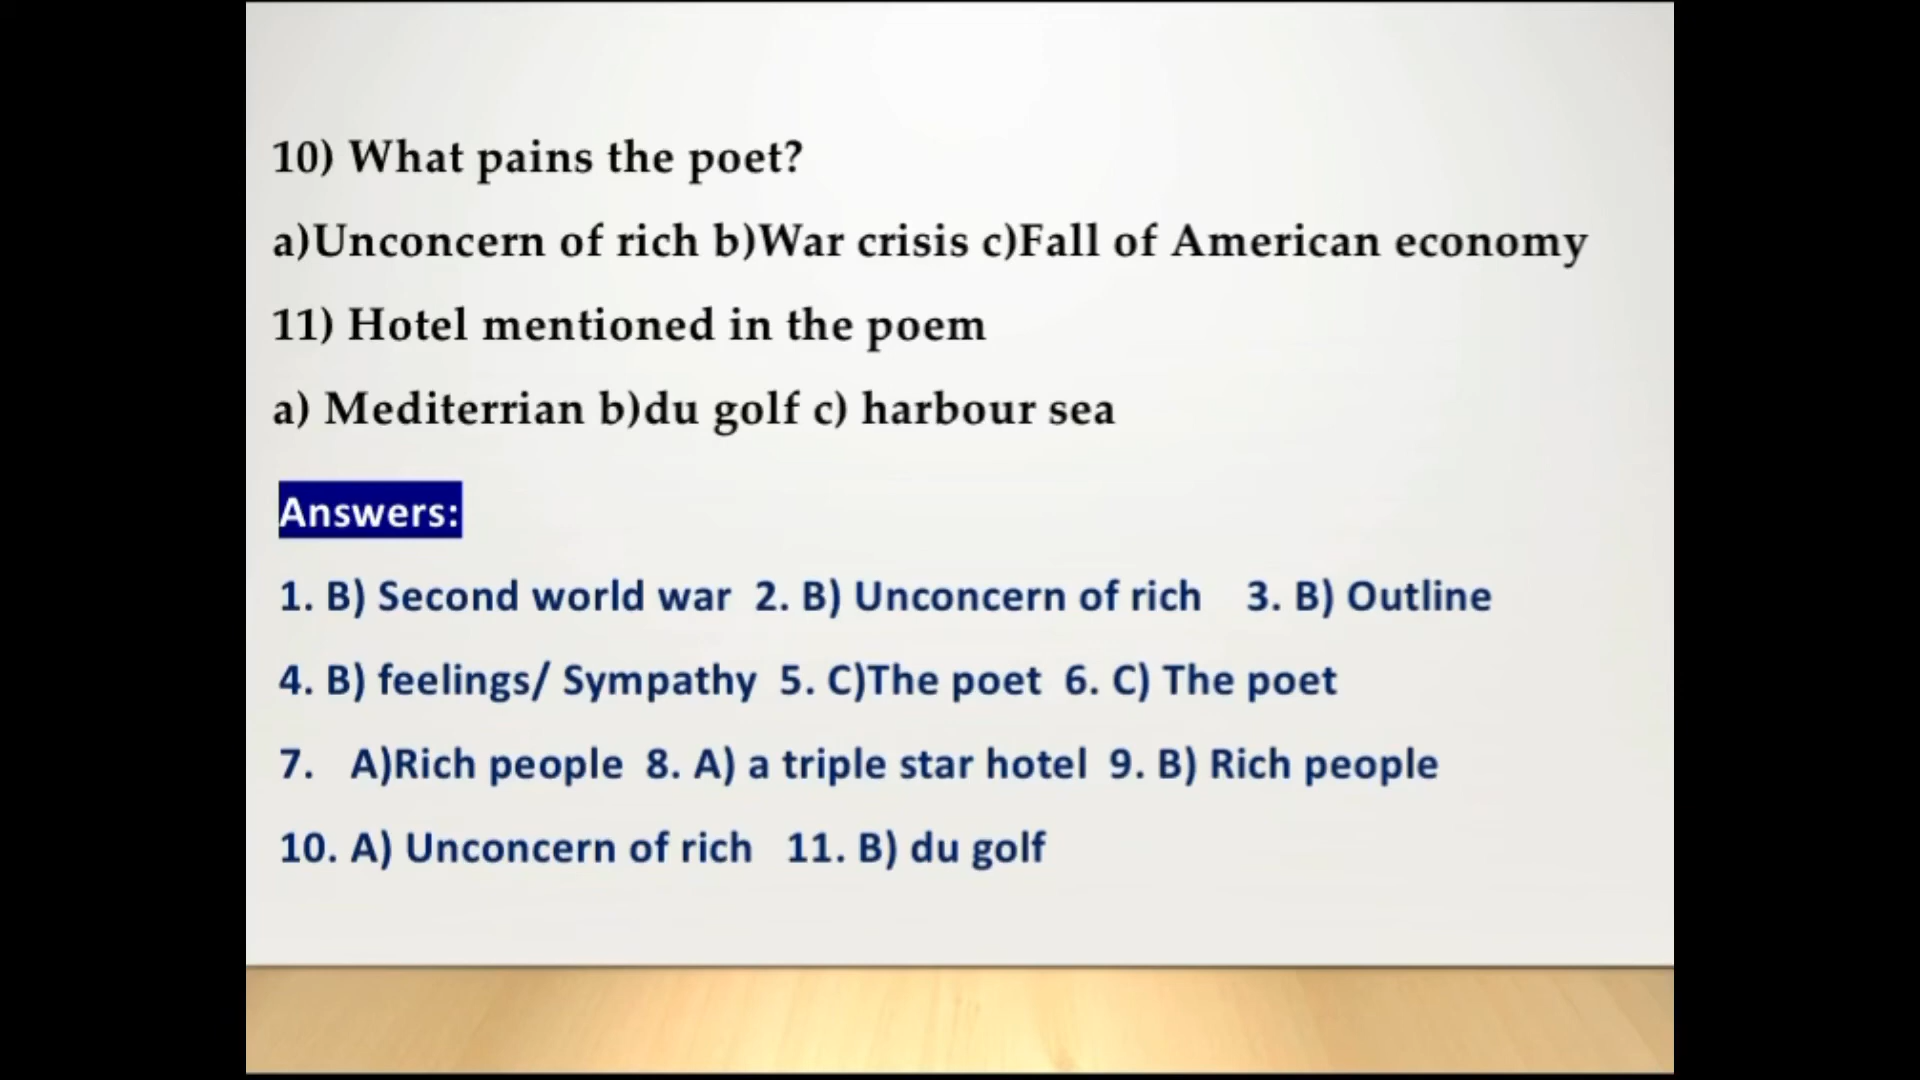 10) What pains the poet?
a)Unconcern of rich b)War crisis c)Fall of American economy
11) Hotel mentioned in the poem
a) Mediterrian b)du golf c) harbour sea
Answers:
1. B) Second world war 2. B) Unconcern of rich 3. B) Outline
4. B) feelings/ Sympathy 5. C)The poet 6. C) The poet
7. A)Rich people 8. A) a triple star hotel 9. B) Rich people
10. A) Unconcern of rich 11. B) du golf